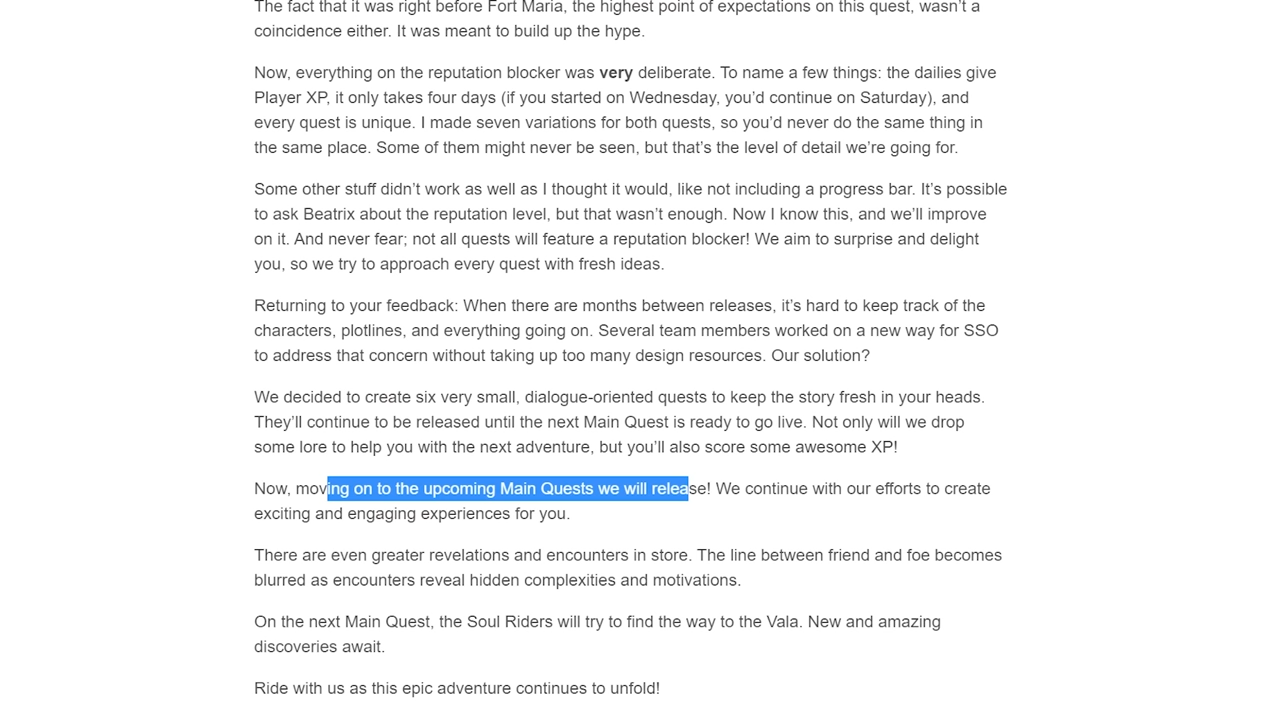 The fact that it was right before Fort Maria, the highest point of expectations on this quest, wasn’t a
coincidence either. It was meant to build up the hype.
Now, everything on the reputation blocker was very deliberate. To name a few things: the dailies give
Player XP, it only takes four days (if you started on Wednesday, you’d continue on Saturday), and
every quest is unique. I made seven variations for both quests, so you’d never do the same thing in
the same place. Some of them might never be seen, but that’s the level of detail we’re going for.
Some other stuff didn’t work as well as I thought it would, like not including a progress bar. It’s possible
to ask Beatrix about the reputation level, but that wasn’t enough. Now I know this, and we’ll improve
on it. And never fear; not all quests will feature a reputation blocker! We aim to surprise and delight
you, so we try to approach every quest with fresh ideas.
Returning to your feedback: When there are months between releases, it’s hard to keep track of the
characters, plotlines, and everything going on. Several team members worked on a new way for SSO
to address that concern without taking up too many design resources. Our solution?
We decided to create six very small, dialogue-oriented quests to keep the story fresh in your heads.
They’ll continue to be released until the next Main Quest is ready to go live. Not only will we drop
some lore to help you with the next adventure, but you’ll also score some awesome XP!
Now, moving on to the upcoming Main Quests we will release! We continue with our efforts to create
exciting and engaging experiences for you.
There are even greater revelations and encounters in store. The line between friend and foe becomes
blurred as encounters reveal hidden complexities and motivations.
On the next Main Quest, the Soul Riders will try to find the way to the Vala. New and amazing
discoveries await.
Ride with us as this epic adventure continues to unfold!